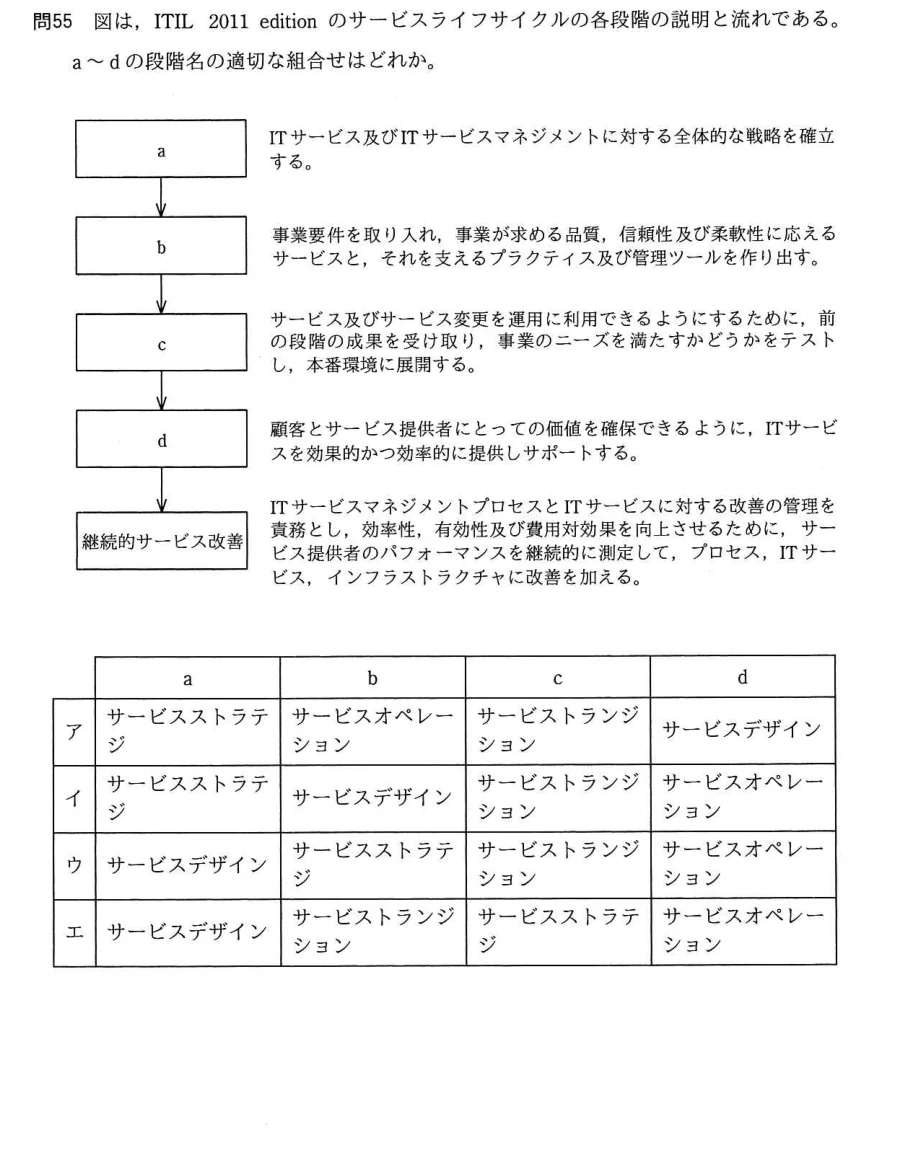 問55 図は，ITIL 2011 edition のサービスライフサイクルの各段階の説明と流れである。
a～dの段階名の適切な組合せはどれか。
a
ITサービス及びITサービスマネジメントに対する全体的な戦略を確立
する。
b
事業要件を取り入れ，事業が求める品質，信頼性及び柔軟性に応える
サービスと，それを支えるプラクティス及び管理ツールを作り出す。
c
サービス及びサービス変更を運用に利用できるようにするために，前
の段階の成果を受け取り，事業のニーズを満たすかどうかをテスト
し，本番環境に展開する。
d
顧客とサービス提供者にとっての価値を確保できるように，ITサービ
スを効果的かつ効率的に提供しサポートする。
継続的サービス改善
ITサービスマネジメントプロセスとITサービスに対する改善の管理を
責務とし，効率性，有効性及び費用対効果を向上させるために，サー
ビス提供者のパフォーマンスを継続的に測定して，プロセス，ITサー
ビス，インフラストラクチャに改善を加える。
a b c d
ア サービスストラテ サービスオペレー サービストランジ サービスデザイン
ジ ション ション
イ サービスストラテ サービスデザイン サービストランジ サービスオペレー
ジ ション ション
ウ サービスデザイン サービスストラテ サービストランジ サービスオペレー
ジ ション ション
エ サービスデザイン サービストランジ サービスストラテ サービスオペレー
ション ジ ション